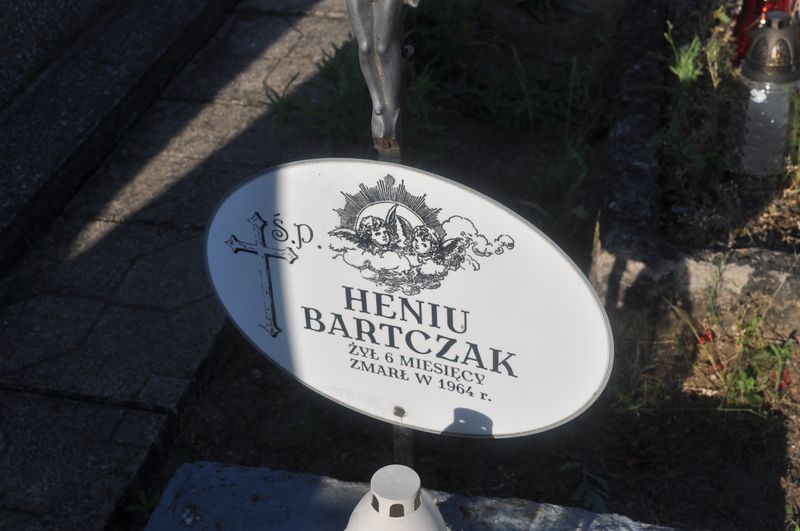 ś.p.
HENIU
BARTCZAK
ŻYŁ 6 MIESIĘCY
ZMARŁ W 1964 r.